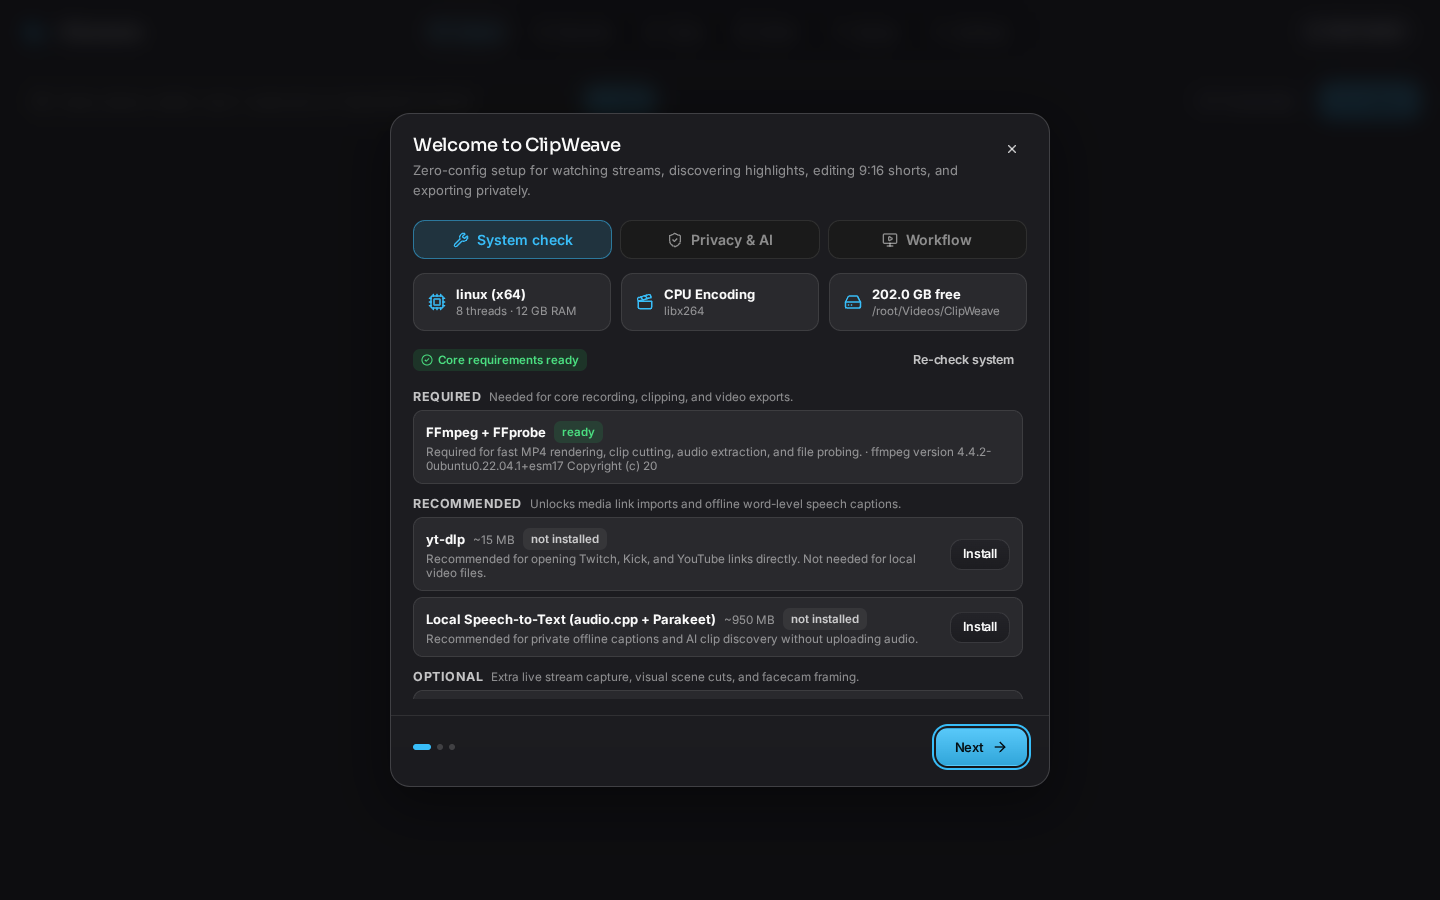 Welcome to ClipWeave
Zero-config setup for watching streams, discovering highlights, editing 9:16 shorts, and
exporting privately.
System check
Privacy & AI
Workflow
linux (x64)
8 threads · 12 GB RAM
CPU Encoding
libx264
202.0 GB free
/root/Videos/ClipWeave
Core requirements ready
Re-check system
REQUIRED Needed for core recording, clipping, and video exports.
FFmpeg + FFprobe ready
Required for fast MP4 rendering, clip cutting, audio extraction, and file probing. · ffmpeg version 4.4.2-
0ubuntu0.22.04.1+esm17 Copyright (c) 20
RECOMMENDED Unlocks media link imports and offline word-level speech captions.
yt-dlp ~15 MB not installed
Recommended for opening Twitch, Kick, and YouTube links directly. Not needed for local
video files.
Install
Local Speech-to-Text (audio.cpp + Parakeet) ~950 MB not installed
Recommended for private offline captions and AI clip discovery without uploading audio.
Install
OPTIONAL Extra live stream capture, visual scene cuts, and facecam framing.
Next